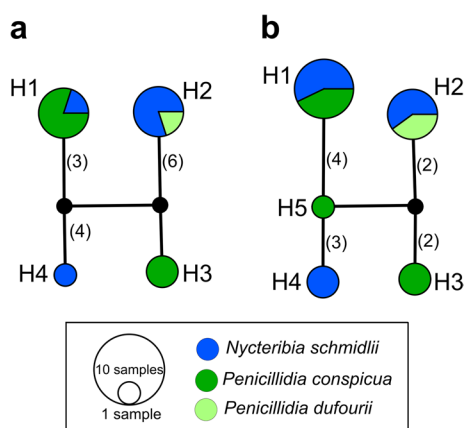 a
b
H1
H2
H1
H2
(3)
(6)
(4)
(2)
(4)
H5
(3)
(2)
H4
H3
H4
H3
10 samples
1 sample
Nycteribia schmidlii
Penicillidia conspicua
Penicillidia dufourii